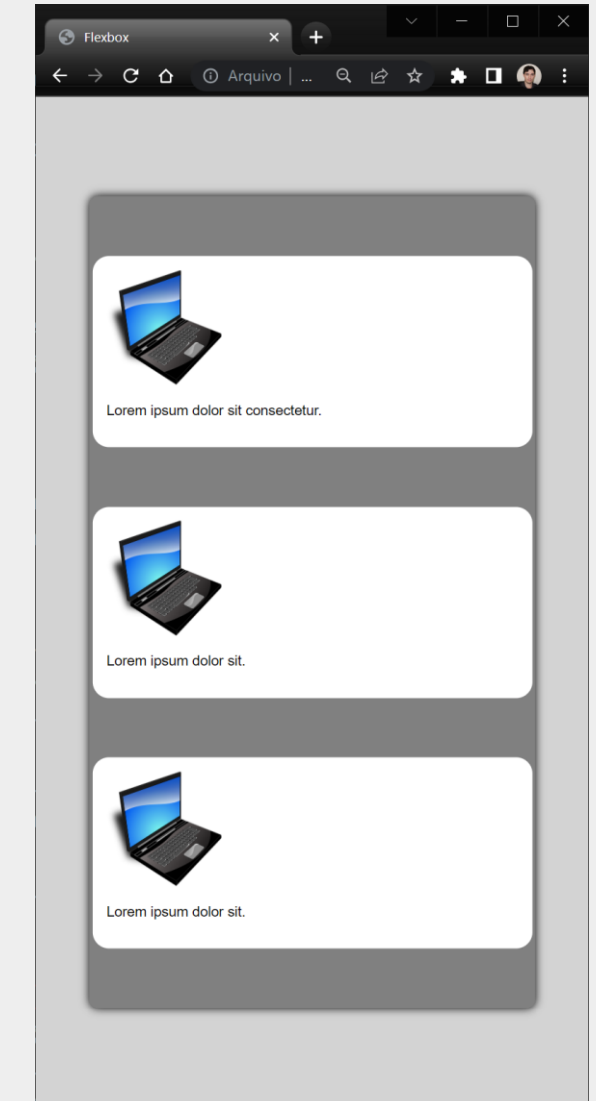 Flexbox
Arquivo | ...
Lorem ipsum dolor sit consectetur.
Lorem ipsum dolor sit.
Lorem ipsum dolor sit.